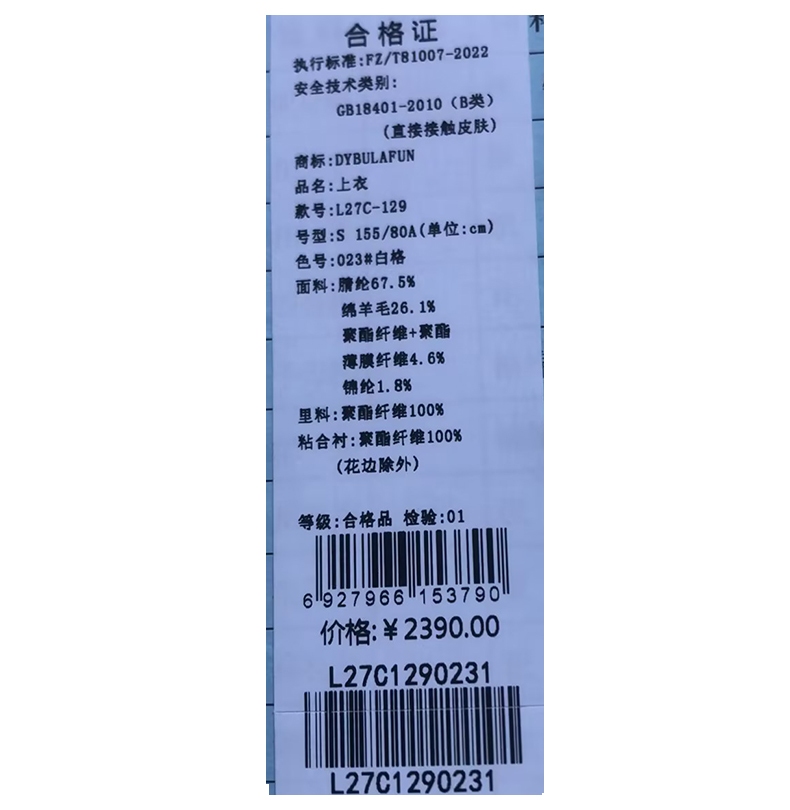 合格证
执行标准:FZ/T81007-2022
安全技术类别:
GB18401-2010（B类）
(直接接触皮肤)
商标:DYBULAFUN
品名:上衣
款号:L27C-129
号型:S 155/80A(单位:cm)
色号:023#白格
面料:腈纶67.5%
绵羊毛26.1%
聚酯纤维+聚酯
薄膜纤维4.6%
锦纶1.8%
里料:聚酯纤维100%
粘合衬:聚酯纤维100%
(花边除外)
等级:合格品 检验:01
6 927966 153790
价格:¥2390.00
L27C1290231
L27C1290231